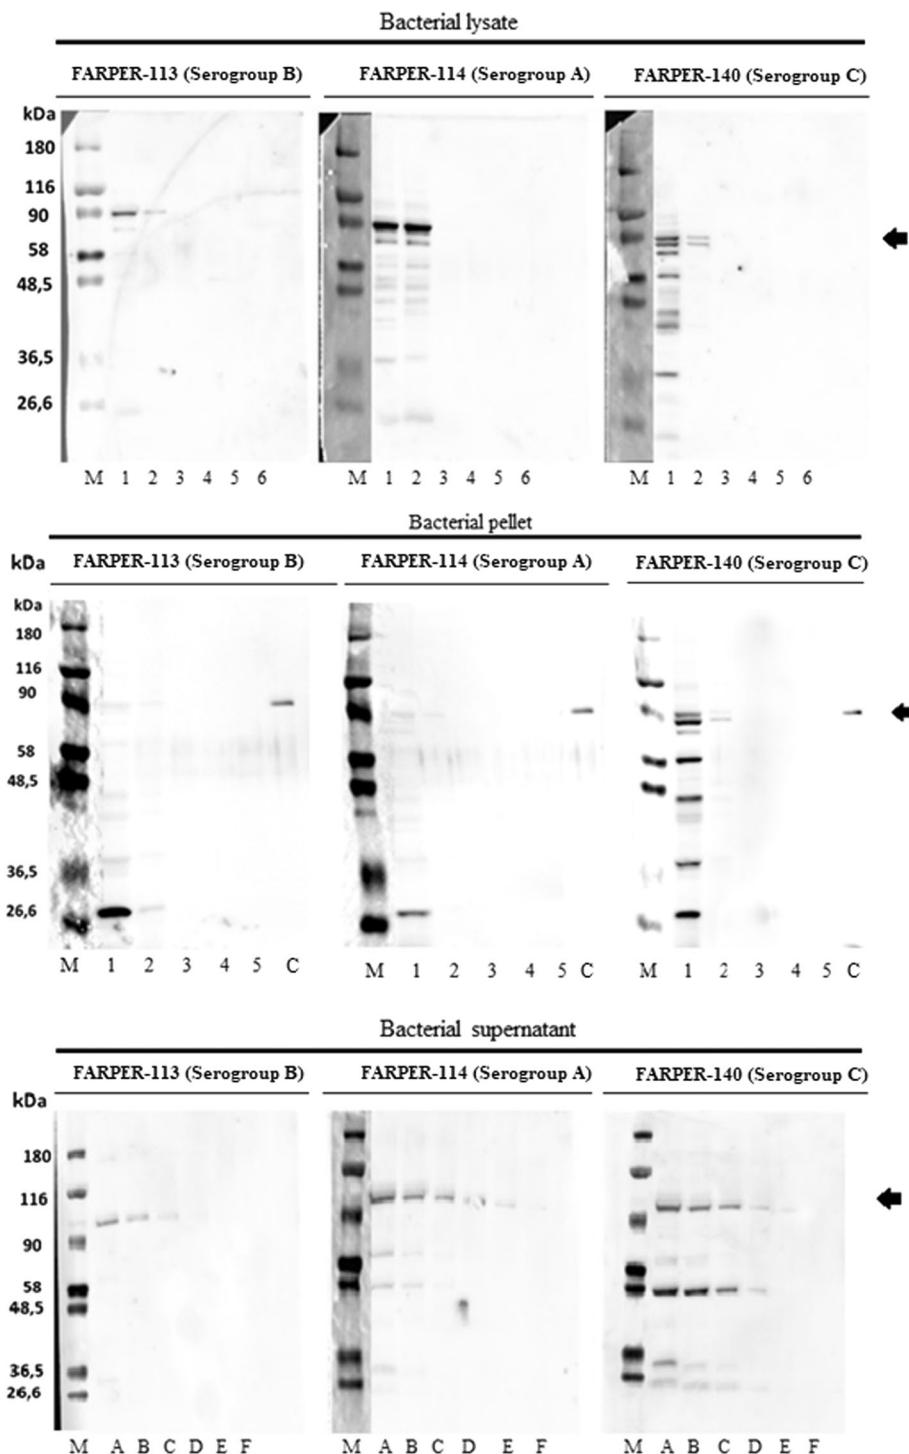 Bacterial lysate
FARPER-113 (Serogroup B) FARPER-114 (Serogroup A) FARPER-140 (Serogroup C)
kDa
180
116
90
58
48,5
36,5
26,6
M 1 2 3 4 5 6 M 1 2 3 4 5 6 M 1 2 3 4 5 6
Bacterial pellet
kDa FARPER-113 (Serogroup B) FARPER-114 (Serogroup A) FARPER-140 (Serogroup C)
kDa
180
116
90
58
48,5
36,5
26,6
M 1 2 3 4 5 C M 1 2 3 4 5 C M 1 2 3 4 5 C
Bacterial supernatant
FARPER-113 (Serogroup B) FARPER-114 (Serogroup A) FARPER-140 (Serogroup C)
kDa
180
116
90
58
48,5
36,5
26,6
M A B C D E F M A B C D E F M A B C D E F